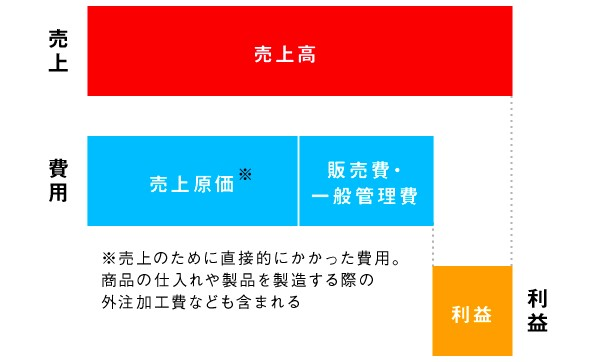 売上
売上高
費用
売上原価※
販売費・
一般管理費
※売上のために直接的にかかった費用。
商品の仕入れや製品を製造する際の
外注加工費なども含まれる
利益
利益